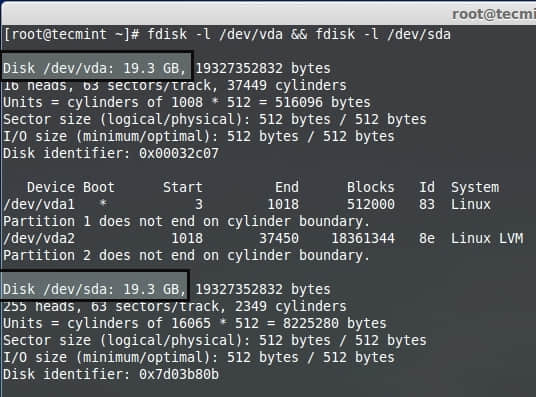 root@tecmint
[root@tecmint ~]# fdisk -l /dev/vda && fdisk -l /dev/sda
Disk /dev/vda: 19.3 GB, 19327352832 bytes
16 heads, 63 sectors/track, 37449 cylinders
Units = cylinders of 1008 * 512 = 516096 bytes
Sector size (logical/physical): 512 bytes / 512 bytes
I/O size (minimum/optimal): 512 bytes / 512 bytes
Disk identifier: 0x00032c07
Device Boot Start End Blocks Id System
/dev/vda1 * 3 1018 512000 83 Linux
Partition 1 does not end on cylinder boundary.
/dev/vda2 1018 37450 18361344 8e Linux LVM
Partition 2 does not end on cylinder boundary.
Disk /dev/sda: 19.3 GB, 19327352832 bytes
255 heads, 63 sectors/track, 2349 cylinders
Units = cylinders of 16065 * 512 = 8225280 bytes
Sector size (logical/physical): 512 bytes / 512 bytes
I/O size (minimum/optimal): 512 bytes / 512 bytes
Disk identifier: 0x7d03b80b